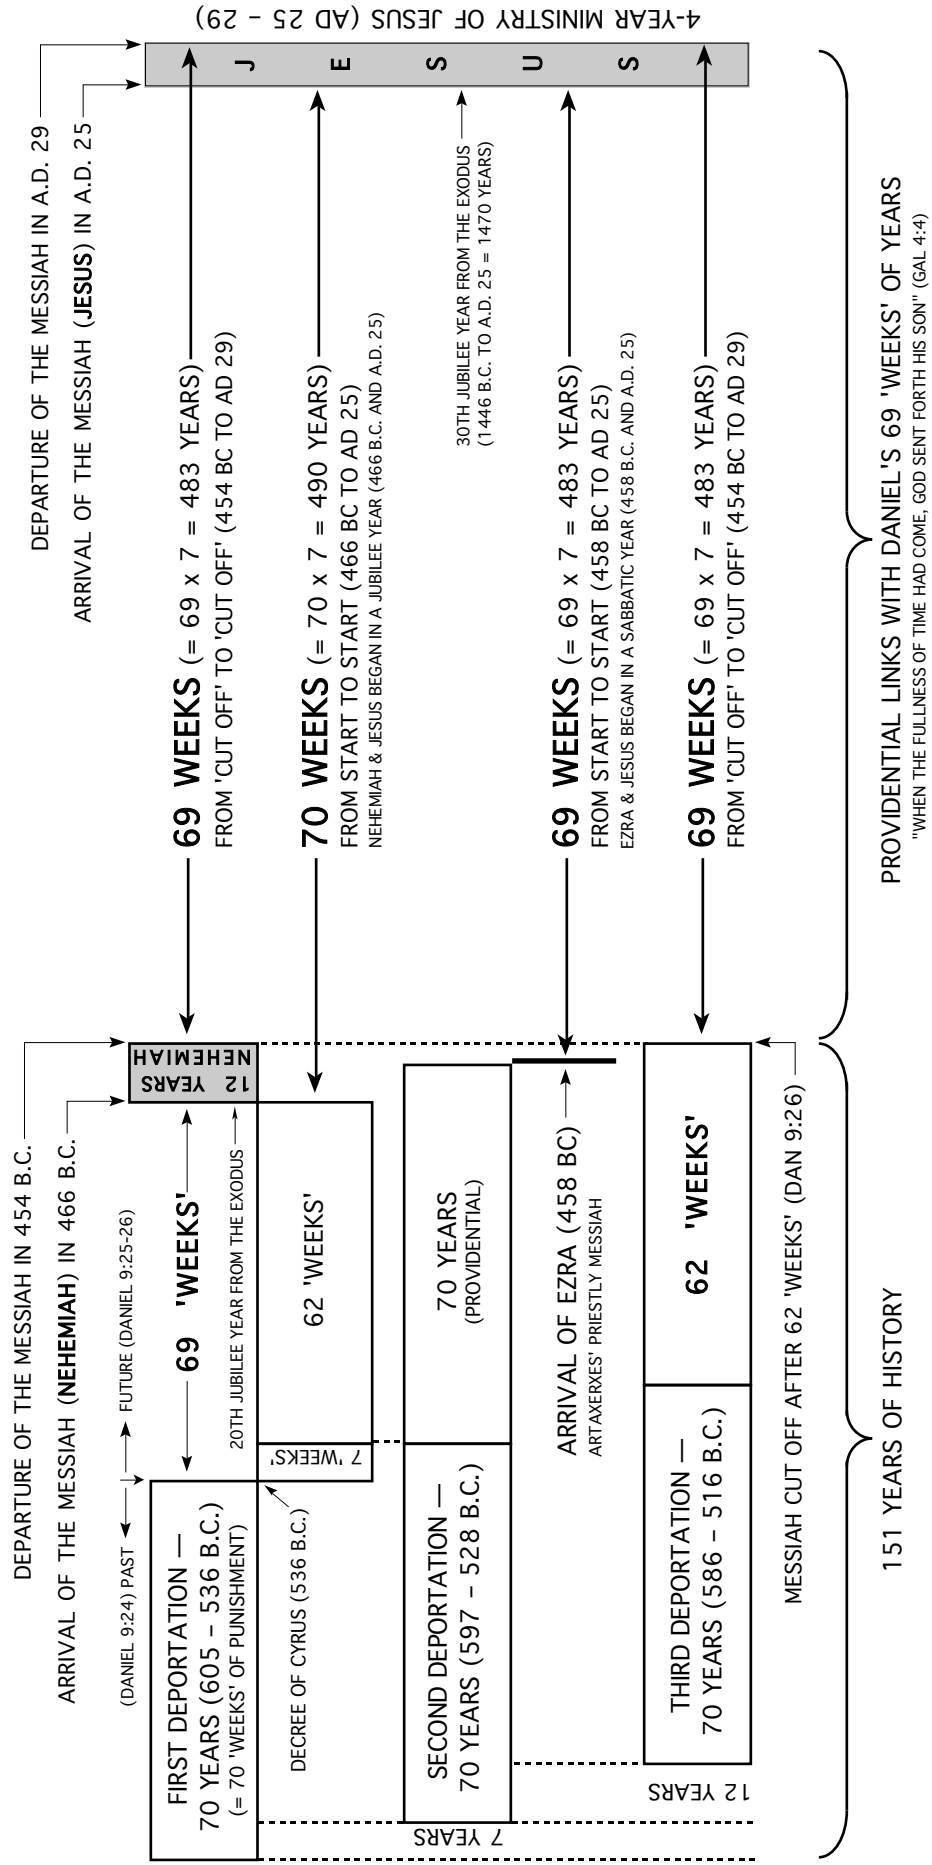 DEPARTURE OF THE MESSIAH IN 454 B.C.
ARRIVAL OF THE MESSIAH (NEHEMIAH) IN 466 B.C.
(DANIEL 9:24) PAST
FUTURE (DANIEL 9:25-26)
DEPARTURE OF THE MESSIAH IN A.D. 29
ARRIVAL OF THE MESSIAH (JESUS) IN A.D. 25
FIRST DEPORTATION —
70 YEARS (605 – 536 B.C.)
(= 70 'WEEKS' OF PUNISHMENT)
69 'WEEKS'
20TH JUBILEE YEAR FROM THE EXODUS
12 YEARS
NEHEMIAH
69 WEEKS (= 69 x 7 = 483 YEARS)
FROM 'CUT OFF' TO 'CUT OFF' (454 BC TO AD 29)
DECREE OF CYRUS (536 B.C.)
7 'WEEKS'
62 'WEEKS'
70 WEEKS (= 70 x 7 = 490 YEARS)
FROM START TO START (466 BC TO AD 25)
NEHEMIAH & JESUS BEGAN IN A JUBILEE YEAR (466 B.C. AND A.D. 25)
SECOND DEPORTATION —
70 YEARS (597 – 528 B.C.)
70 YEARS
(PROVIDENTIAL)
30TH JUBILEE YEAR FROM THE EXODUS
(1446 B.C. TO A.D. 25 = 1470 YEARS)
7 YEARS
ARRIVAL OF EZRA (458 BC)
ARTAXERXES' PRIESTLY MESSIAH
69 WEEKS (= 69 x 7 = 483 YEARS)
FROM START TO START (458 BC TO AD 25)
EZRA & JESUS BEGAN IN A SABBATIC YEAR (458 B.C. AND A.D. 25)
THIRD DEPORTATION —
70 YEARS (586 – 516 B.C.)
62 'WEEKS'
69 WEEKS (= 69 x 7 = 483 YEARS)
FROM 'CUT OFF' TO 'CUT OFF' (454 BC TO AD 29)
12 YEARS
J E S U S
4-YEAR MINISTRY OF JESUS (AD 25 – 29)
MESSIAH CUT OFF AFTER 62 'WEEKS' (DAN 9:26)
151 YEARS OF HISTORY
PROVIDENTIAL LINKS WITH DANIEL'S 69 'WEEKS' OF YEARS
"WHEN THE FULLNESS OF TIME HAD COME, GOD SENT FORTH HIS SON" (GAL 4:4)